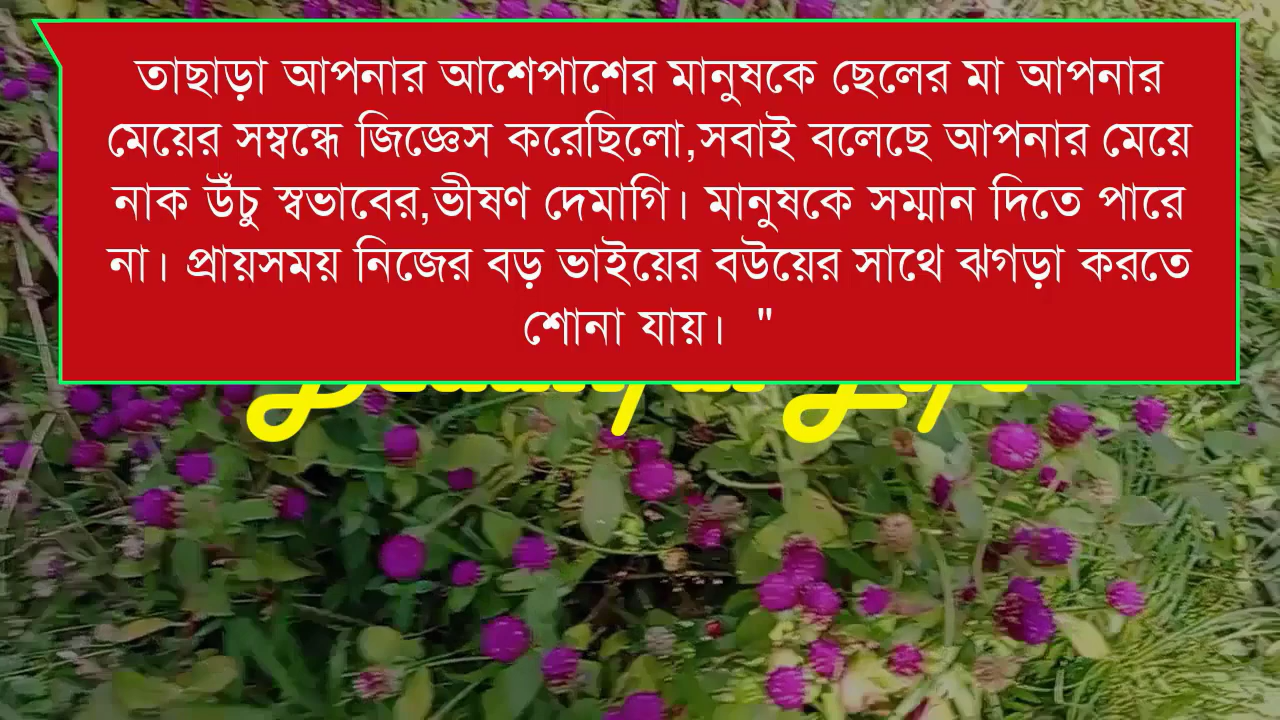 তাছাড়া আপনার আশেপাশের মানুষকে ছেলের মা আপনার
মেয়ের সম্বন্ধে জিজ্ঞেস করেছিলো,সবাই বলেছে আপনার মেয়ে
নাক উঁচু স্বভাবের,ভীষণ দেমাগি। মানুষকে সম্মান দিতে পারে
না। প্রায়সময় নিজের বড় ভাইয়ের বউয়ের সাথে ঝগড়া করতে
শোনা যায়। "